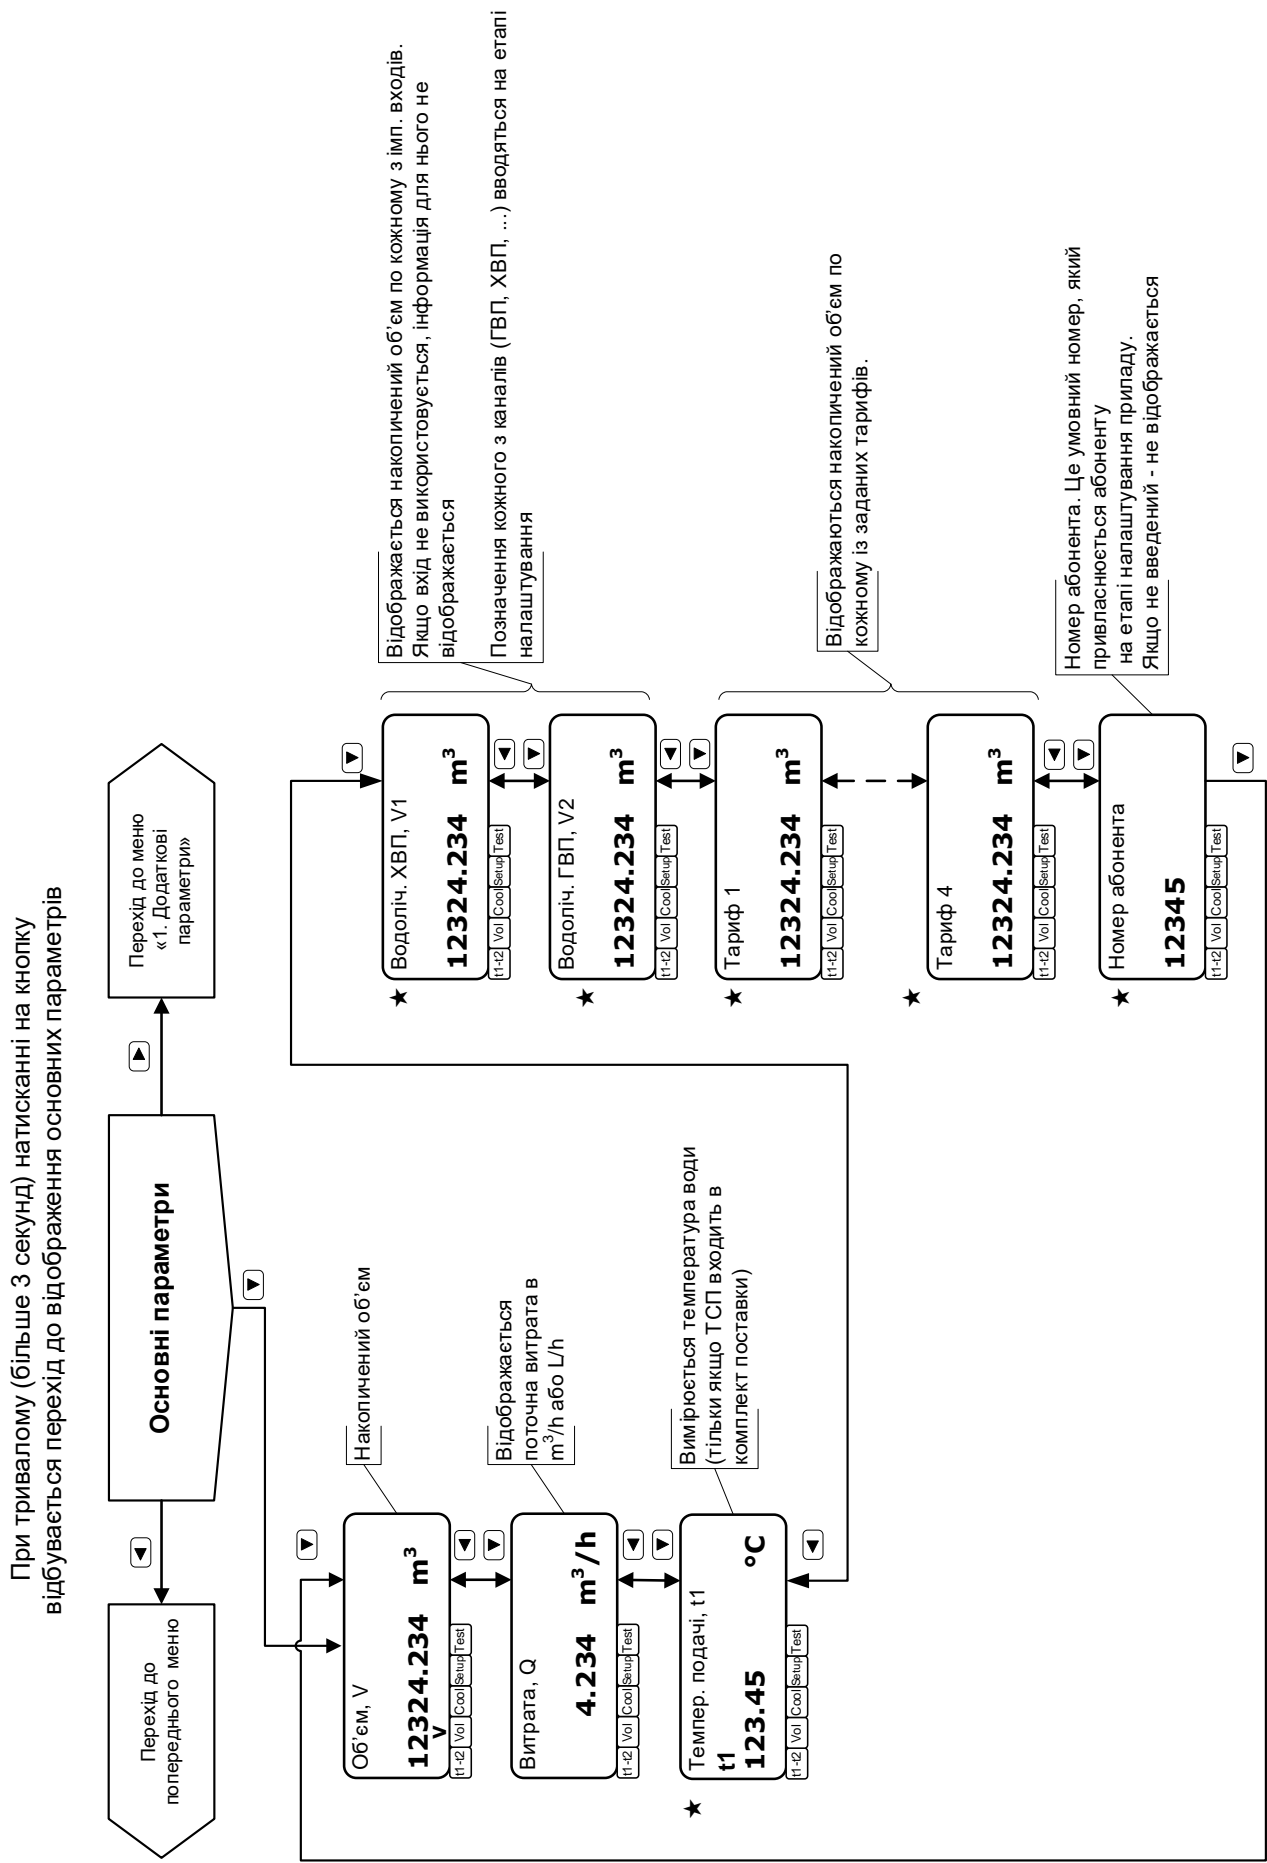 При тривалому (більше 3 секунд) натисканні на кнопку
відбувається перехід до відображення основних параметрів
Перехід до
попереднього меню
Основні параметри
Перехід до меню
«1. Додаткові
параметри»
Об'єм, V
12324.234 m³
V
t1-t2 Vol Cool Setup Test
Накопичений об'єм
Витрата, Q
4.234 m³/h
t1-t2 Vol Cool Setup Test
Відображається
поточна витрата в
m³/h або L/h
★
Темпер. подачі, t1
t1
123.45 °C
t1-t2 Vol Cool Setup Test
Вимірюється температура води
(тільки якщо ТСП входить в
комплект поставки)
★
Водоліч. ХВП, V1
12324.234 m³
t1-t2 Vol Cool Setup Test
★
Водоліч. ГВП, V2
12324.234 m³
t1-t2 Vol Cool Setup Test
Відображається накопичений об'єм по кожному з імп. входів.
Якщо вхід не використовується, інформація для нього не
відображається
Позначення кожного з каналів (ГВП, ХВП, ...) вводяться на етапі
налаштування
★
Тариф 1
12324.234 m³
t1-t2 Vol Cool Setup Test
★
Тариф 4
12324.234 m³
t1-t2 Vol Cool Setup Test
Відображаються накопичений об'єм по
кожному із заданих тарифів.
★
Номер абонента
12345
t1-t2 Vol Cool Setup Test
Номер абонента. Це умовний номер, який
привласнюється абоненту
на етапі налаштування приладу.
Якщо не введений - не відображається